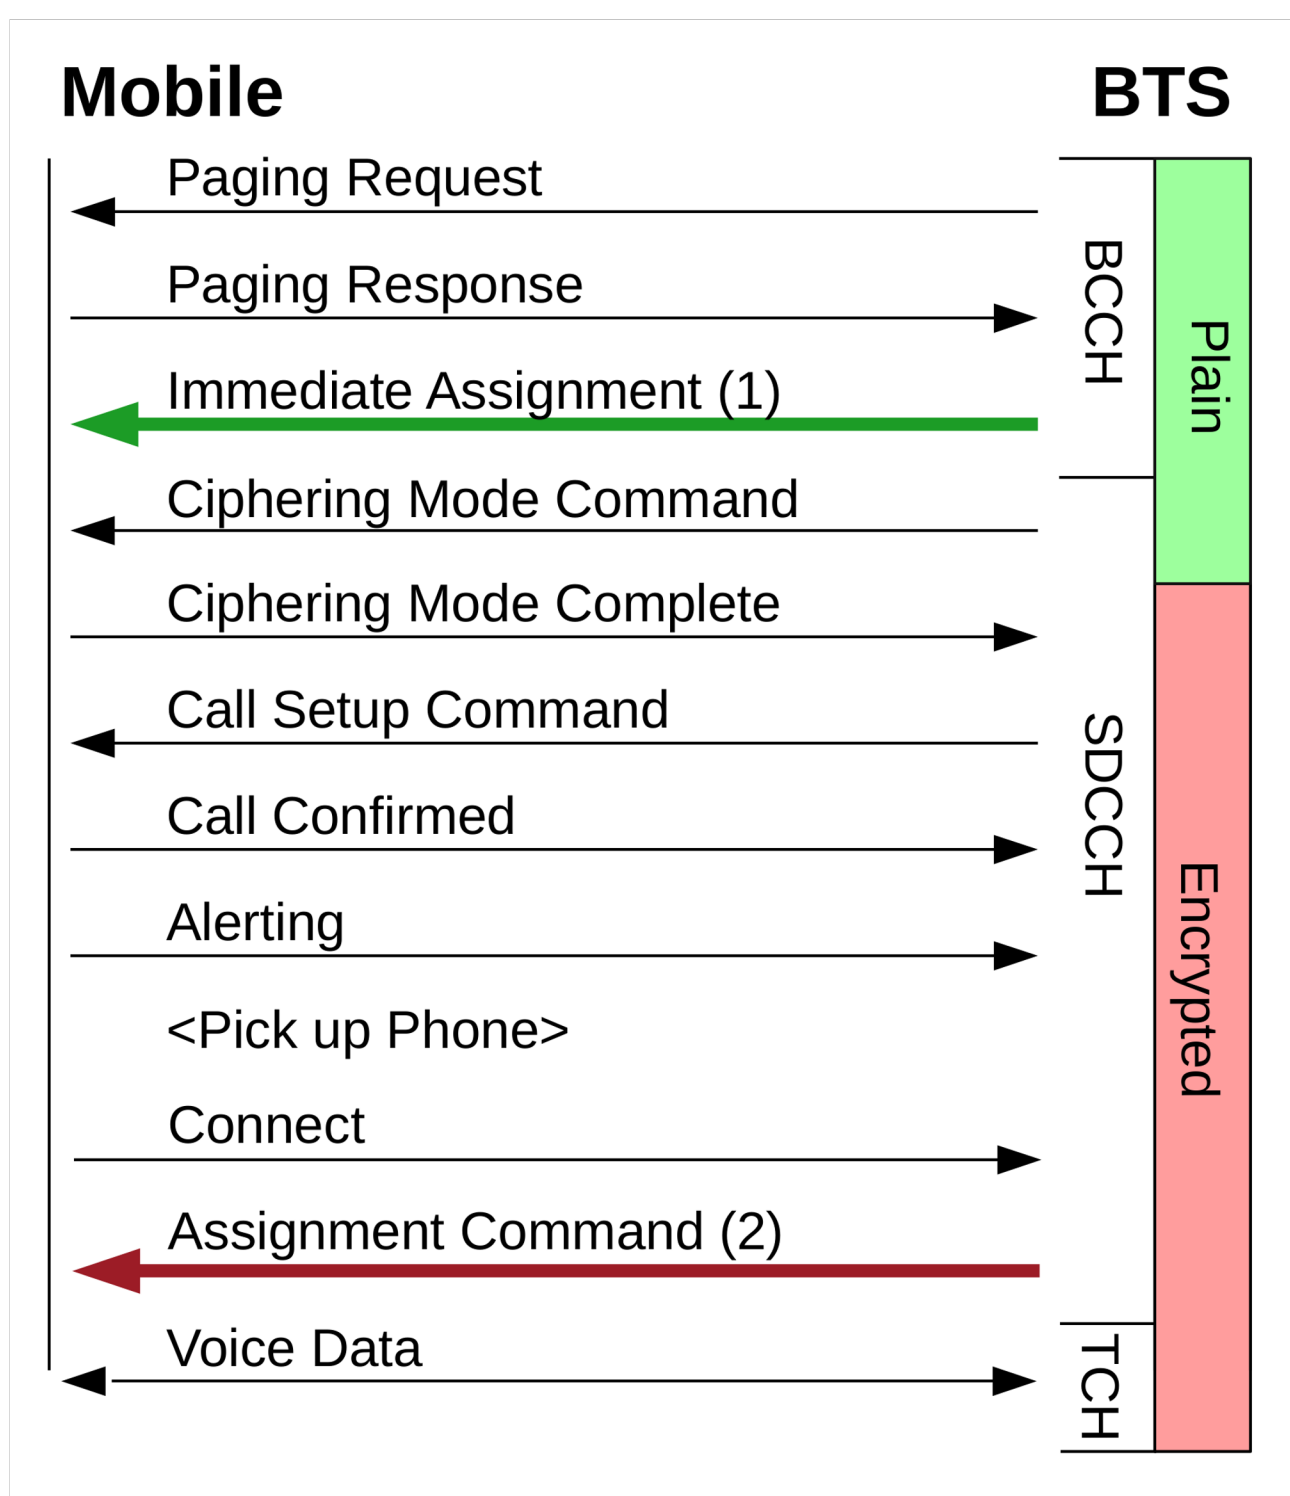 Mobile
BTS
Paging Request
Paging Response
Immediate Assignment (1)
Ciphering Mode Command
Ciphering Mode Complete
Call Setup Command
Call Confirmed
Alerting
<Pick up Phone>
Connect
Assignment Command (2)
Voice Data
BCCH
SDCCH
TCH
Plain
Encrypted